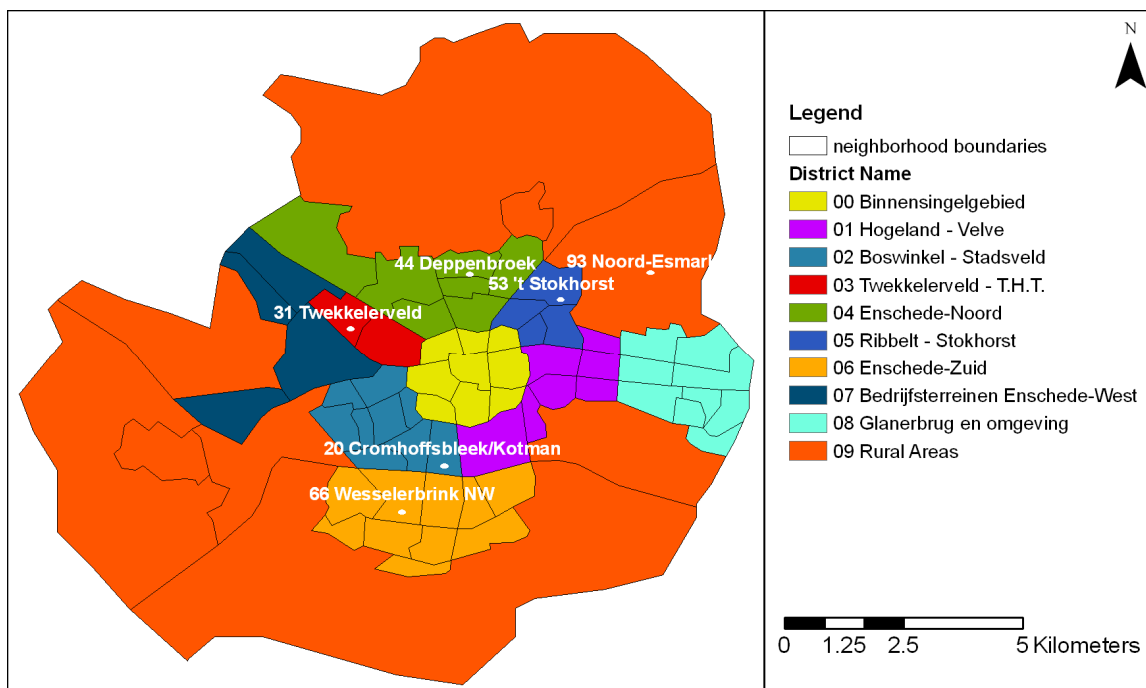 44 Deppenbroek
93 Noord-Esmark
53 't Stokhorst
31 Twekkelerveld
20 Cromhoffsbleek/Kotman
66 Wesselerbrink NW
N
Legend
neighborhood boundaries
District Name
00 Binnensingelgebied
01 Hogeland - Velve
02 Boswinkel - Stadsveld
03 Twekkelerveld - T.H.T.
04 Enschede-Noord
05 Ribbelt - Stokhorst
06 Enschede-Zuid
07 Bedrijfsterreinen Enschede-West
08 Glanerbrug en omgeving
09 Rural Areas
0 1.25 2.5 5 Kilometers